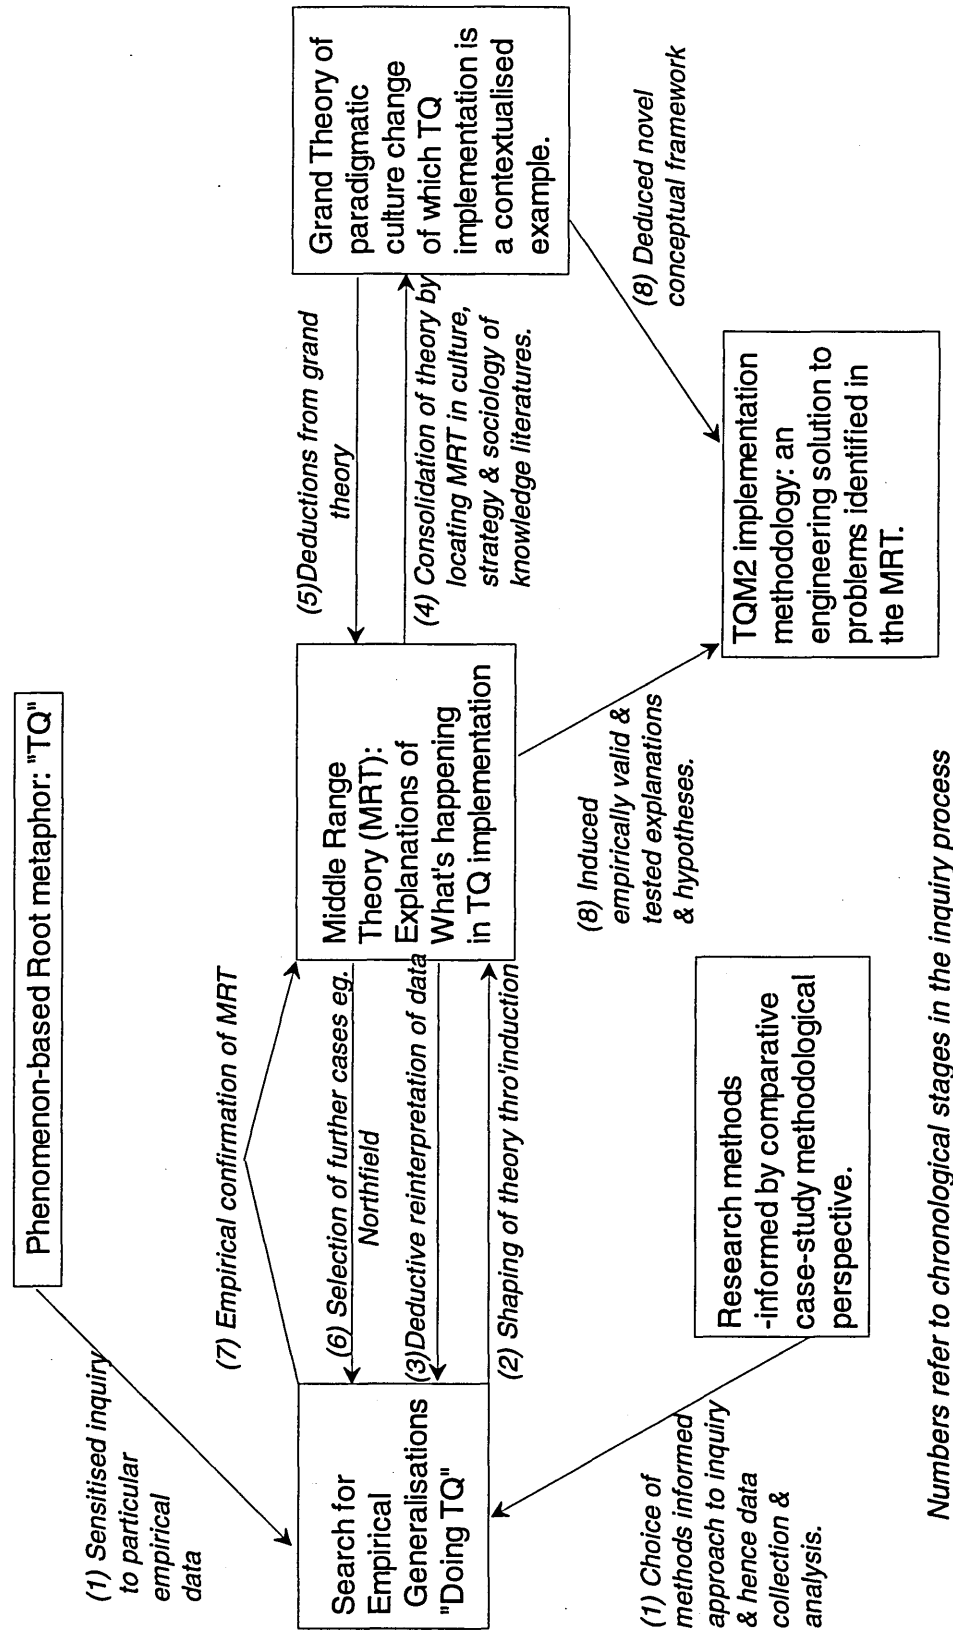 Phenomenon-based Root metaphor: "TQ"
(1) Sensitised inquiry
to particular
empirical
data
(7) Empirical confirmation of MRT
Search for
Empirical
Generalisations
"Doing TQ"
(6) Selection of further cases eg.
Northfield
(3)Deductive reinterpretation of data
(2) Shaping of theory thro'induction
Middle Range
Theory (MRT):
Explanations of
What's happening
in TQ implementation
(5)Deductions from grand
theory
(4) Consolidation of theory by
locating MRT in culture,
strategy & sociology of
knowledge literatures.
Grand Theory of
paradigmatic
culture change
of which TQ
implementation is
a contextualised
example.
(1) Choice of
methods informed
approach to inquiry
& hence data
collection &
analysis.
Research methods
-informed by comparative
case-study methodological
perspective.
(8) Induced
empirically valid &
tested explanations
& hypotheses.
(8) Deduced novel
conceptual framework
TQM2 implementation
methodology: an
engineering solution to
problems identified in
the MRT.
Numbers refer to chronological stages in the inquiry process